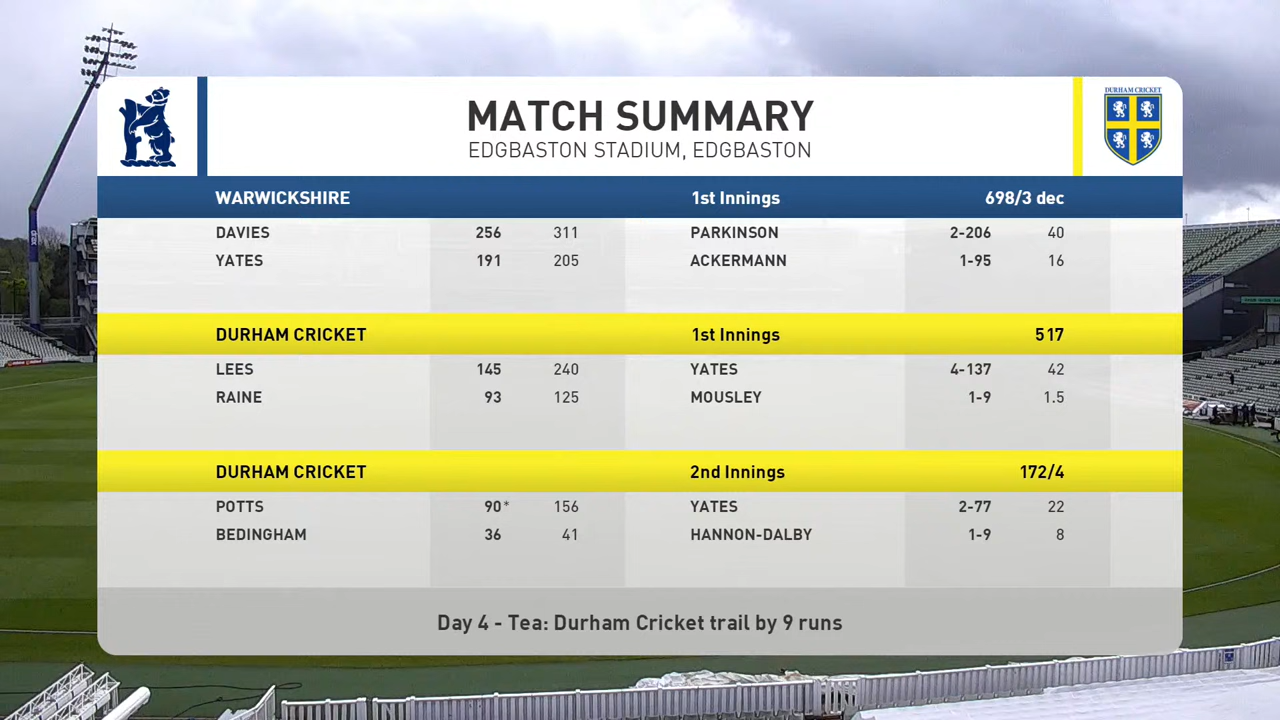 MATCH SUMMARY
EDGBASTON STADIUM, EDGBASTON
DURHAM CRICKET
WARWICKSHIRE 1st Innings 698/3 dec
DAVIES 256 311 PARKINSON 2-206 40
YATES 191 205 ACKERMANN 1-95 16
DURHAM CRICKET 1st Innings 517
LEES 145 240 YATES 4-137 42
RAINE 93 125 MOUSLEY 1-9 1.5
DURHAM CRICKET 2nd Innings 172/4
POTTS 90* 156 YATES 2-77 22
BEDINGHAM 36 41 HANNON-DALBY 1-9 8
Day 4 - Tea: Durham Cricket trail by 9 runs